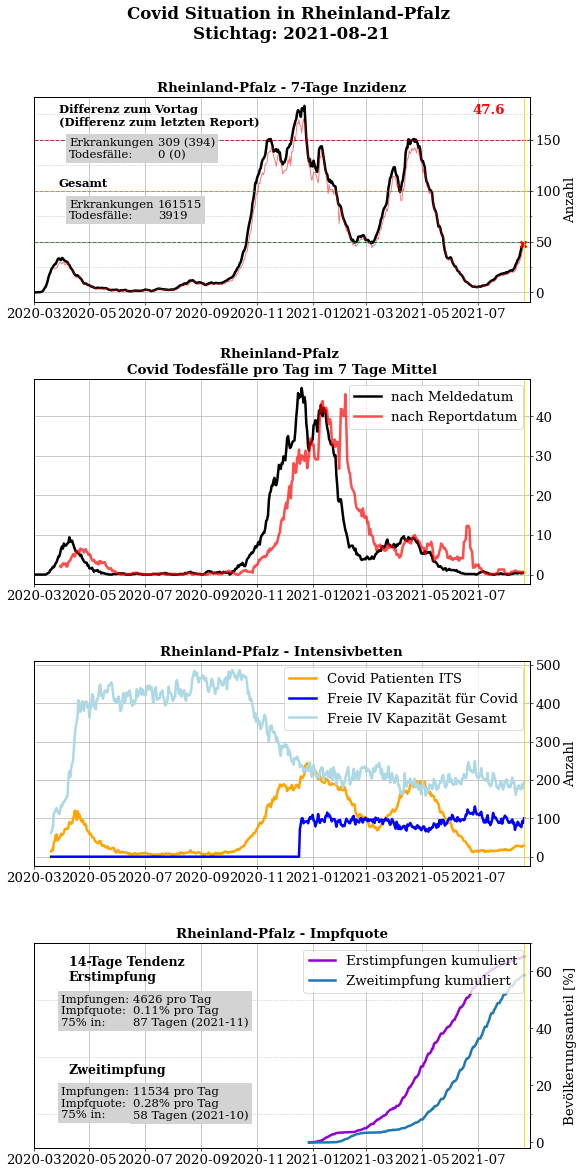 Covid Situation in Rheinland-Pfalz
Stichtag: 2021-08-21
Rheinland-Pfalz - 7-Tage Inzidenz
Differenz zum Vortag
(Differenz zum letzten Report)
Erkrankungen 309 (394)
Todesfälle: 0 (0)
Gesamt
Erkrankungen 161515
Todesfälle: 3919
47.6
150
100
50
0
Anzahl
2020-03 2020-05 2020-07 2020-09 2020-11 2021-01 2021-03 2021-05 2021-07
Rheinland-Pfalz
Covid Todesfälle pro Tag im 7 Tage Mittel
nach Meldedatum
nach Reportdatum
40
30
20
10
0
2020-03 2020-05 2020-07 2020-09 2020-11 2021-01 2021-03 2021-05 2021-07
Rheinland-Pfalz - Intensivbetten
Covid Patienten ITS
Freie IV Kapazität für Covid
Freie IV Kapazität Gesamt
500
400
300
200
100
0
Anzahl
2020-03 2020-05 2020-07 2020-09 2020-11 2021-01 2021-03 2021-05 2021-07
Rheinland-Pfalz - Impfquote
14-Tage Tendenz
Erstimpfung
Impfungen: 4626 pro Tag
Impfquote: 0.11% pro Tag
75% in: 87 Tagen (2021-11)
Zweitimpfung
Impfungen: 11534 pro Tag
Impfquote: 0.28% pro Tag
75% in: 58 Tagen (2021-10)
Erstimpfungen kumuliert
Zweitimpfung kumuliert
60
40
20
0
Bevölkerungsanteil [%]
2020-03 2020-05 2020-07 2020-09 2020-11 2021-01 2021-03 2021-05 2021-07